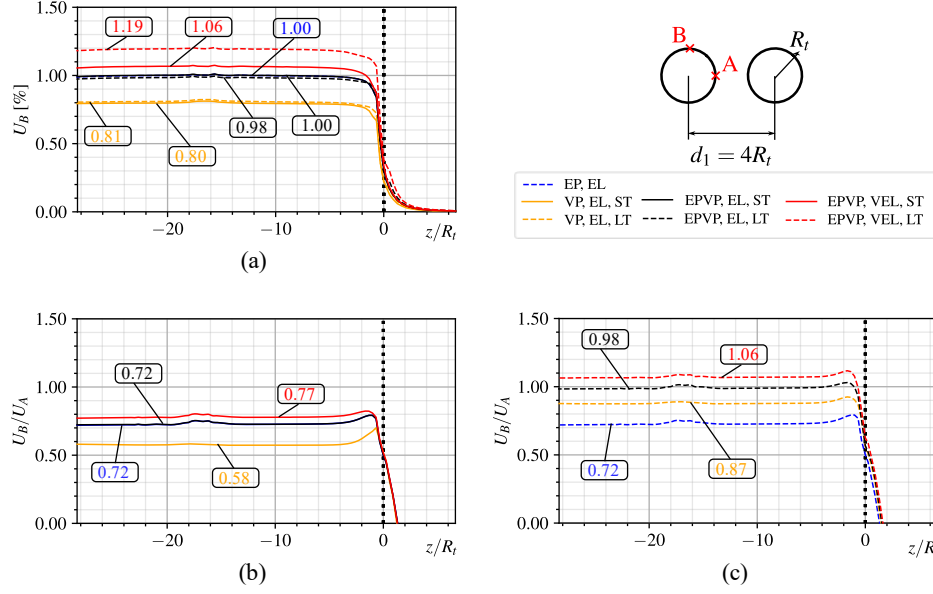 1.50
1.00
0.50
0.00
U_B [%]
1.19
1.06
1.00
0.81
0.80
0.98
1.00
−20
−10
0
z/R_t
(a)
B
A
R_t
d_1 = 4R_t
EP, EL
VP, EL, ST
EPVP, EL, ST
EPVP, VEL, ST
VP, EL, LT
EPVP, EL, LT
EPVP, VEL, LT
1.50
1.00
0.50
0.00
U_B/U_A
0.72
0.77
0.72
0.58
−20
−10
0
z/R_t
(b)
1.50
1.00
0.50
0.00
U_B/U_A
0.98
1.06
0.72
0.87
−20
−10
0
z/R
(c)